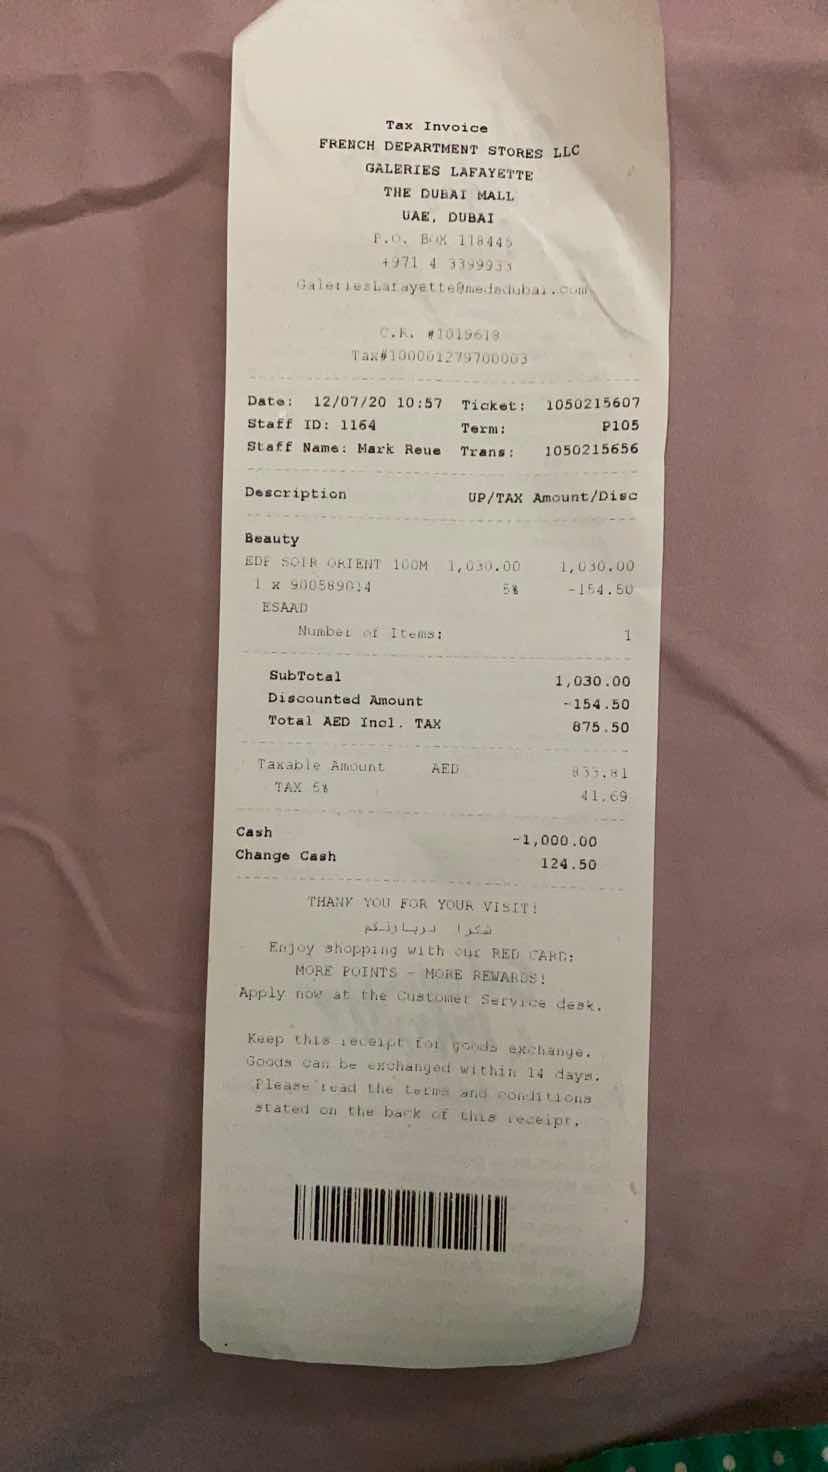 Tax Invoice
FRENCH DEPARTMENT STORES LLC
GALERIES LAFAYETTE
THE DUBAI MALL
UAE, DUBAI
P.O. BOX 118445
+971 4 3399933
GaleriesLafayette@medsdubai.com
C.R. #1019618
Tax#100061279700003
Date: 12/07/20 10:57 Ticket: 1050215607
Staff ID: 1164 Term: P105
Staff Name: Mark Reue Trans: 1050215656
Description UP/TAX Amount/Disc
Beauty
EDP SOIR ORIENT 100M 1,030.00 1,030.00
1 x 900589014 5% -154.50
ESAAD
Number of Items: 1
SubTotal 1,030.00
Discounted Amount -154.50
Total AED Incl. TAX 875.50
Taxable Amount AED 833.81
TAX 5% 41.69
Cash -1,000.00
Change Cash 124.50
THANK YOU FOR YOUR VISIT!
شكرا لزيارتكم
Enjoy shopping with our RED CARD:
MORE POINTS - MORE REWARDS!
Apply now at the Customer Service desk.
Keep this receipt for goods exchange.
Goods can be exchanged within 14 days.
Please read the terms and conditions
stated on the back of this receipt.